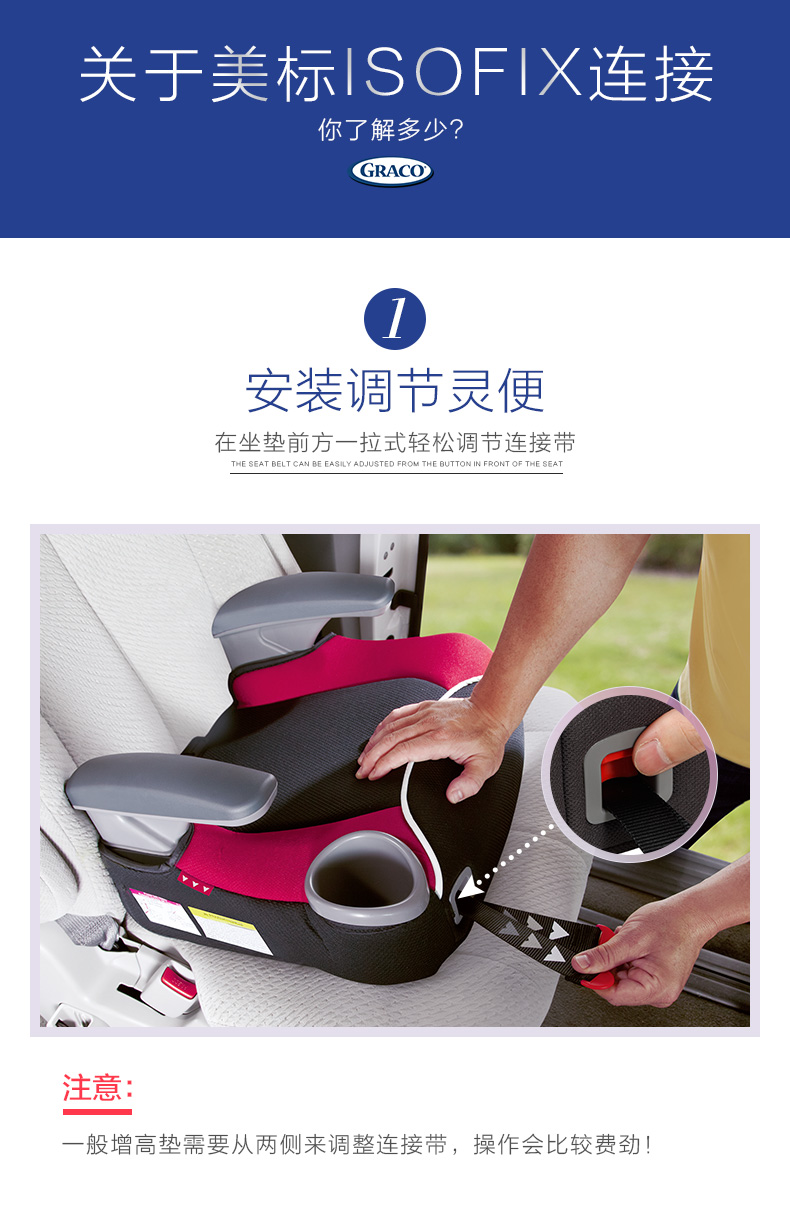 关于美标ISOFIX连接
你了解多少?
GRACO
1
安装调节灵便
在坐垫前方一拉式轻松调节连接带
THE SEAT BELT CAN BE EASILY ADJUSTED FROM THE BUTTON IN FRONT OF THE SEAT
注意:
一般增高垫需要从两侧来调整连接带，操作会比较费劲!